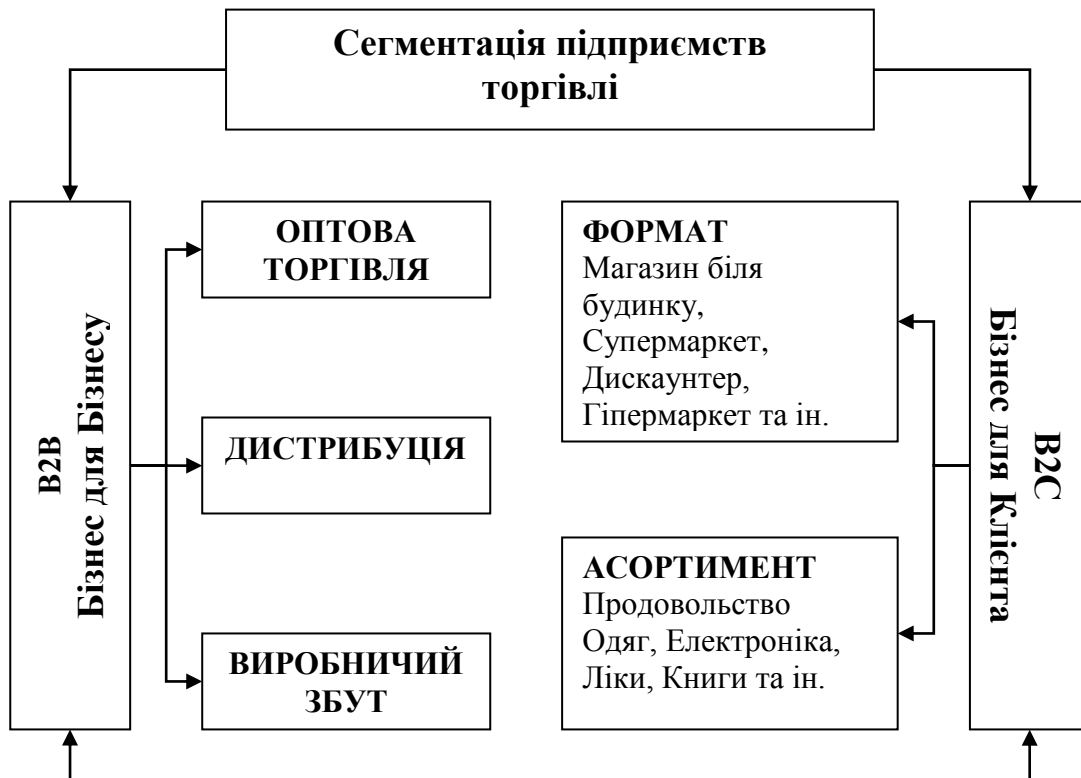 Сегментація підприємств
торгівлі
B2B
Бізнес для Бізнесу
ОПТОВА
ТОРГІВЛЯ
ДИСТРИБУЦІЯ
ВИРОБНИЧИЙ
ЗБУТ
ФОРМАТ
Магазин біля
будинку,
Супермаркет,
Дискаунтер,
Гіпермаркет та ін.
АСОРТИМЕНТ
Продовольство
Одяг, Електроніка,
Ліки, Книги та ін.
B2C
Бізнес для Клієнта